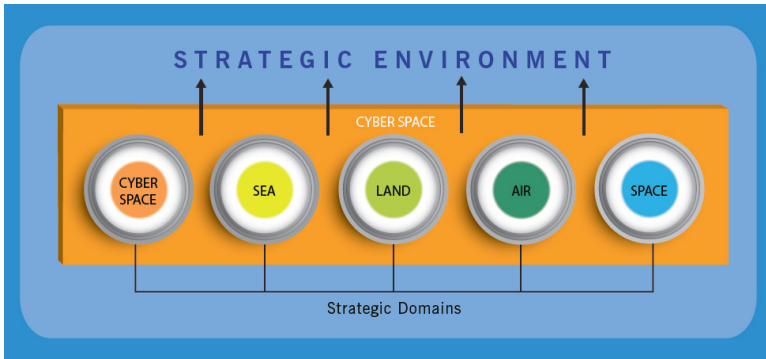 STRATEGIC ENVIRONMENT
CYBER SPACE
CYBER
SPACE
SEA
LAND
AIR
SPACE
Strategic Domains